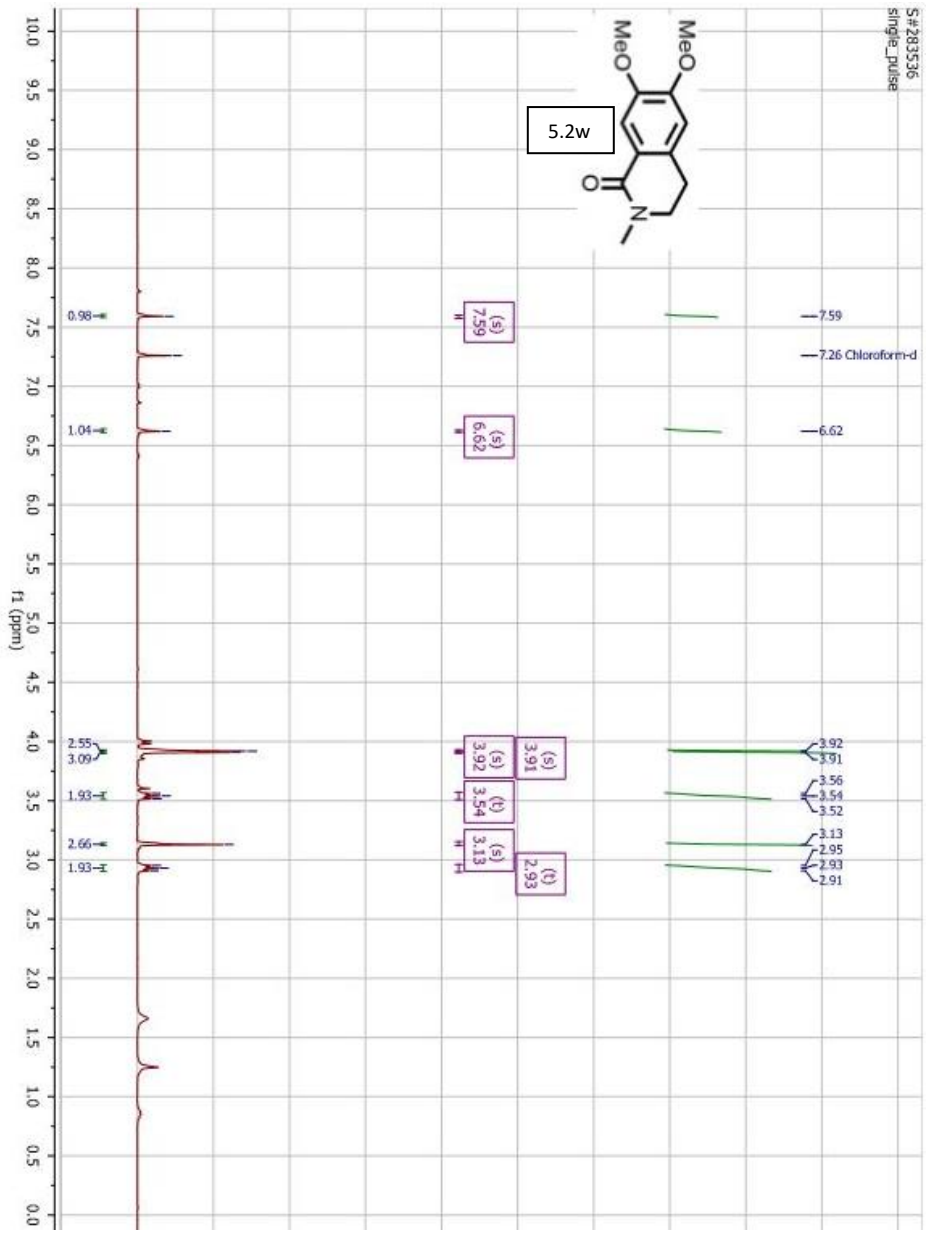 S#283536
single_pulse
MeO
MeO
O
N
5.2w
7.59
7.26 Chloroform-d
6.62
3.92
3.91
3.56
3.54
3.52
3.13
2.95
2.93
2.91
(s)
7.59
(s)
6.62
(s)
3.91
(s)
3.92
(t)
3.54
(s)
3.13
(t)
2.93
0.98
1.04
2.55
3.09
1.93
2.66
1.93
10.0 9.5 9.0 8.5 8.0 7.5 7.0 6.5 6.0 5.5 5.0 4.5 4.0 3.5 3.0 2.5 2.0 1.5 1.0 0.5 0.0
f1 (ppm)